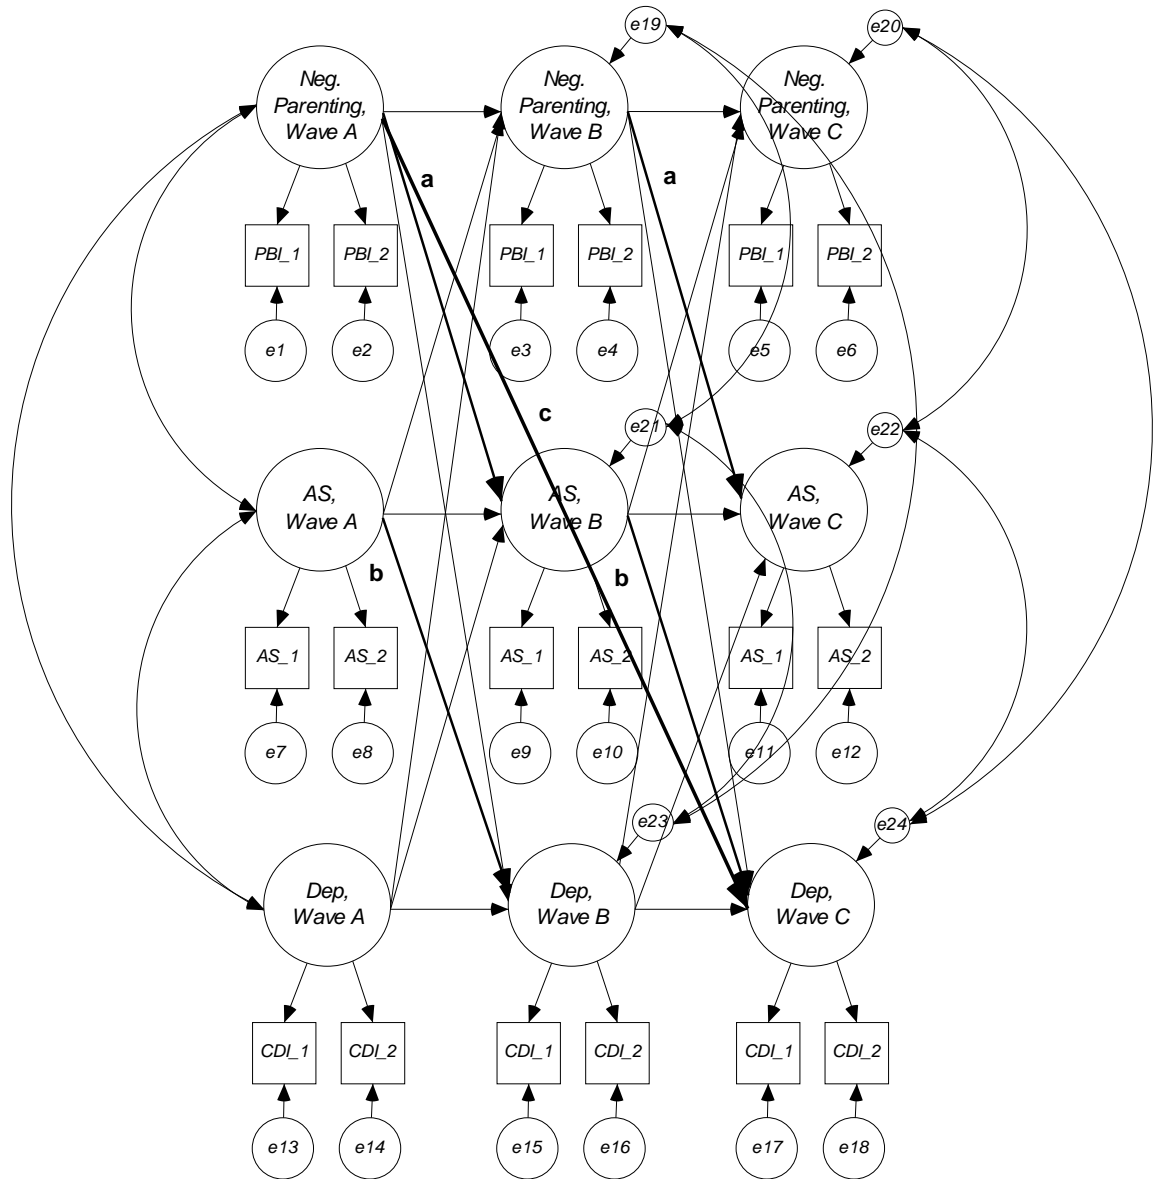 e19
e20
Neg.
Parenting,
Wave A
Neg.
Parenting,
Wave B
Neg.
Parenting,
Wave C
a
a
PBI_1
PBI_2
PBI_1
PBI_2
PBI_1
PBI_2
e1
e2
e3
e4
e5
e6
c
e21
e22
AS,
Wave A
AS,
Wave B
AS,
Wave C
b
b
AS_1
AS_2
AS_1
AS_2
AS_1
AS_2
e7
e8
e9
e10
e11
e12
e23
e24
Dep,
Wave A
Dep,
Wave B
Dep,
Wave C
CDI_1
CDI_2
CDI_1
CDI_2
CDI_1
CDI_2
e13
e14
e15
e16
e17
e18